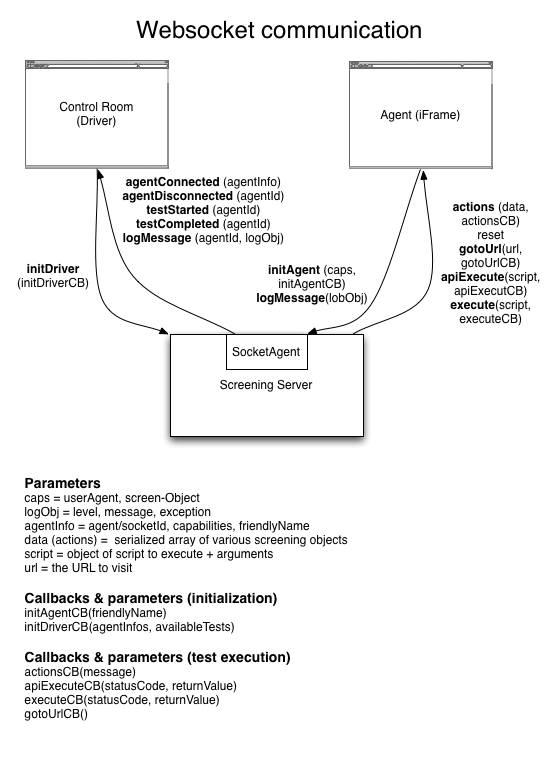 Websocket communication
Control Room
(Driver)
Agent (iFrame)
agentConnected (agentInfo)
agentDisconnected (agentId)
testStarted (agentId)
testCompleted (agentId)
logMessage (agentId, logObj)
actions (data,
actionsCB)
reset
gotoUrl(url,
gotoUrlCB)
apiExecute(script,
apiExecutCB)
execute(script,
executeCB)
initDriver
(initDriverCB)
initAgent (caps,
initAgentCB)
logMessage(lobObj)
SocketAgent
Screening Server
Parameters
caps = userAgent, screen-Object
logObj = level, message, exception
agentInfo = agent/socketId, capabilities, friendlyName
data (actions) =  serialized array of various screening objects
script = object of script to execute + arguments
url = the URL to visit
Callbacks & parameters (initialization)
initAgentCB(friendlyName)
initDriverCB(agentInfos, availableTests)
Callbacks & parameters (test execution)
actionsCB(message)
apiExecuteCB(statusCode, returnValue)
executeCB(statusCode, returnValue)
gotoUrlCB()